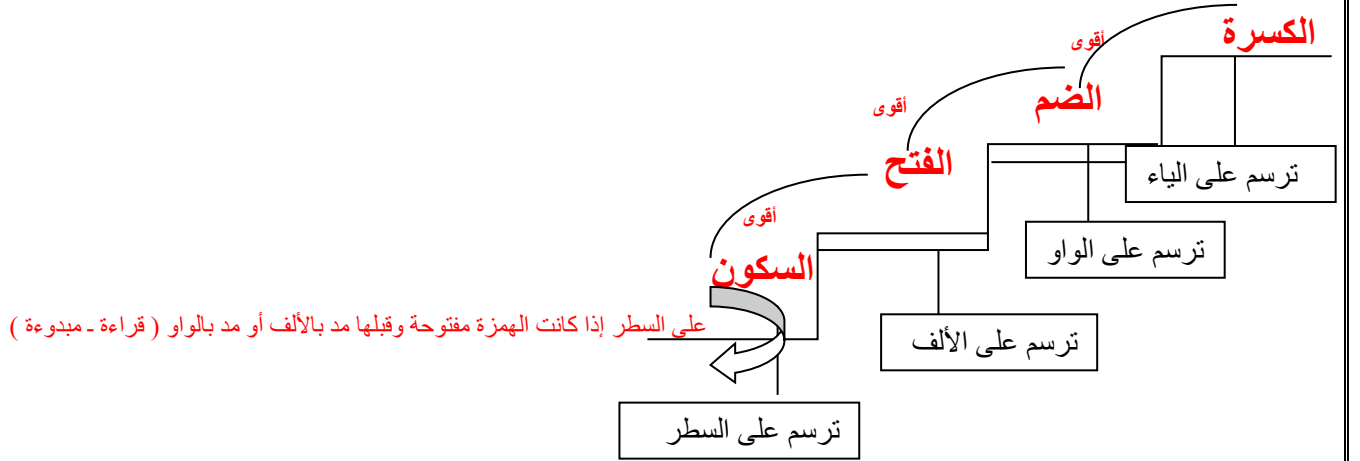 الكسرة
أقوى
الضم
أقوى
ترسم على الياء
الفتح
أقوى
ترسم على الواو
السكون
على السطر إذا كانت الهمزة مفتوحة وقبلها مد بالألف أو مد بالواو ( قراءة ـ مبدوءة )
ترسم على الألف
ترسم على السطر